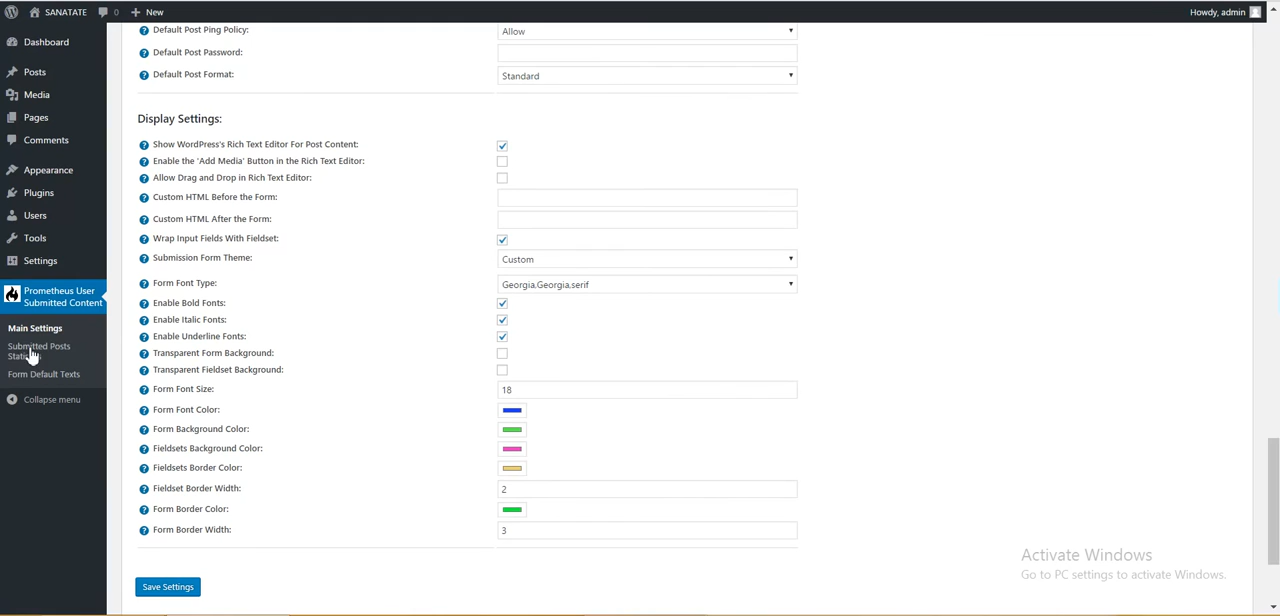 SANATATE
0
New
Howdy, admin
Dashboard
Posts
Media
Pages
Comments
Appearance
Plugins
Users
Tools
Settings
Prometheus User
Submitted Content
Main Settings
Submitted Posts
Form Default Texts
Collapse menu
Default Post Ping Policy:
Allow
Default Post Password:
Default Post Format:
Standard
Display Settings:
Show WordPress's Rich Text Editor For Post Content:
Enable the 'Add Media' Button in the Rich Text Editor:
Allow Drag and Drop in Rich Text Editor:
Custom HTML Before the Form:
Custom HTML After the Form:
Wrap Input Fields With Fieldset:
Submission Form Theme:
Custom
Form Font Type:
Georgia,Georgia,serif
Enable Bold Fonts:
Enable Italic Fonts:
Enable Underline Fonts:
Transparent Form Background:
Transparent Fieldset Background:
Form Font Size:
18
Form Font Color:
Form Background Color:
Fieldsets Background Color:
Fieldsets Border Color:
Fieldset Border Width:
2
Form Border Color:
Form Border Width:
3
Save Settings
Activate Windows
Go to PC settings to activate Windows.